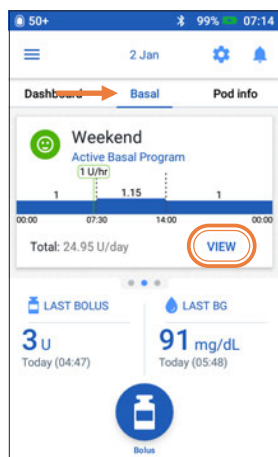 50+ 99% 07:14
2 Jan
Dashboard Basal Pod info
Weekend
Active Basal Program
1 U/hr
1 1.15 1
00:00 07:30 14:00 00:00
Total: 24.95 U/day VIEW
LAST BOLUS LAST BG
3 U 91 mg/dL
Today (04:47) Today (05:48)
Bolus